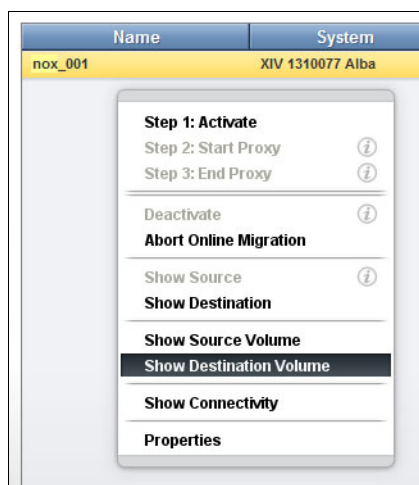 Name System
nox_001 XIV 1310077 Alba
Step 1: Activate
Step 2: Start Proxy
Step 3: End Proxy
Deactivate
Abort Online Migration
Show Source
Show Destination
Show Source Volume
Show Destination Volume
Show Connectivity
Properties